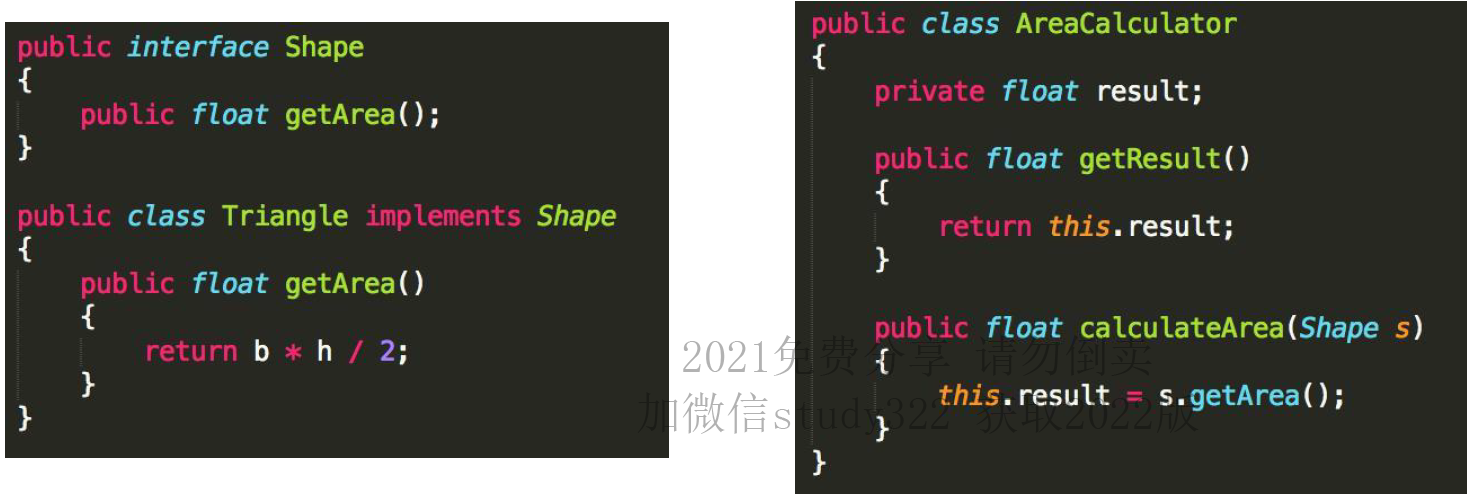 public interface Shape
{
    public float getArea();
}
public class Triangle implements Shape
{
    public float getArea()
    {
        return b * h / 2;
    }
}
public class AreaCalculator
{
    private float result;
    public float getResult()
    {
        return this.result;
    }
    public float calculateArea(Shape s)
    {
        this.result = s.getArea();
    }
}
2021免费分享 请勿倒卖
加微信study322 获取2022版